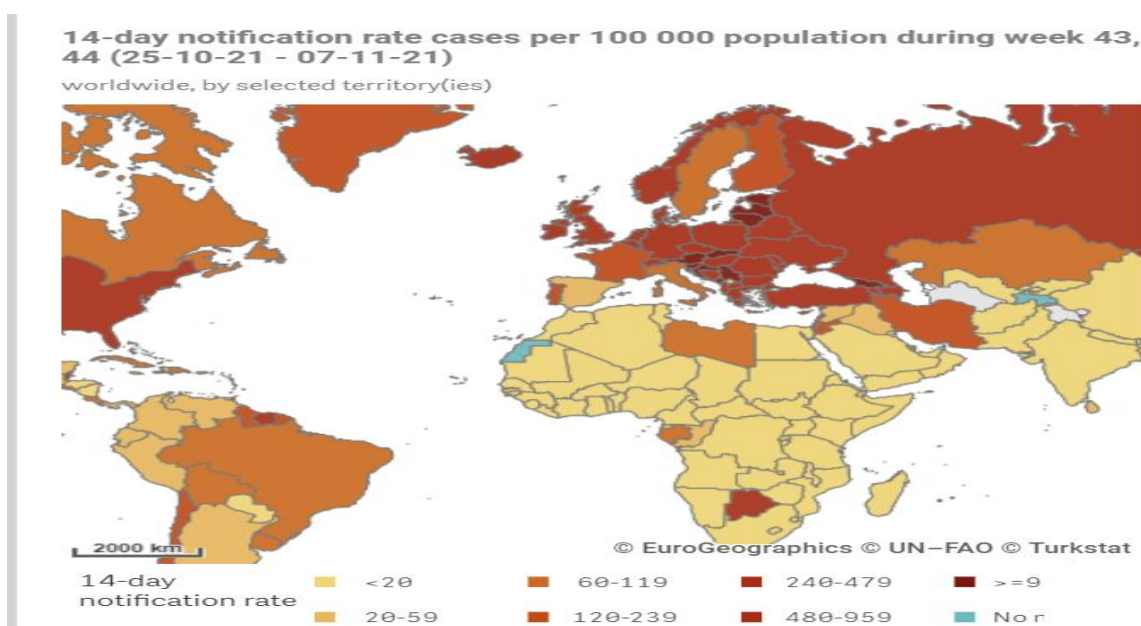 14-day notification rate cases per 100 000 population during week 43,
44 (25-10-21 - 07-11-21)
worldwide, by selected territory(ies)
2000 km
© EuroGeographics © UN-FAO © Turkstat
14-day
notification rate
<20 60-119 240-479 >=9
20-59 120-239 480-959 No r